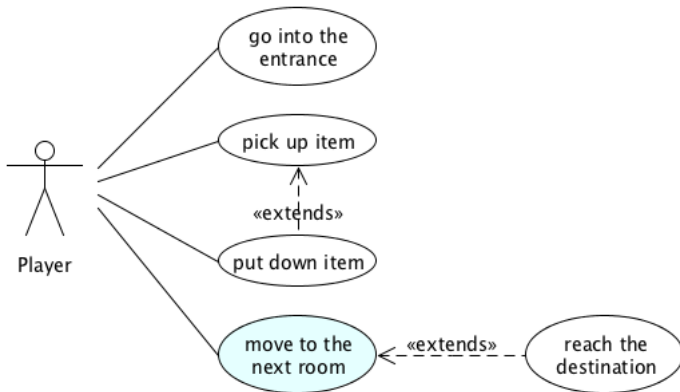 go into the
entrance
pick up item
«extends»
Player
put down item
move to the
next room
«extends»
reach the
destination